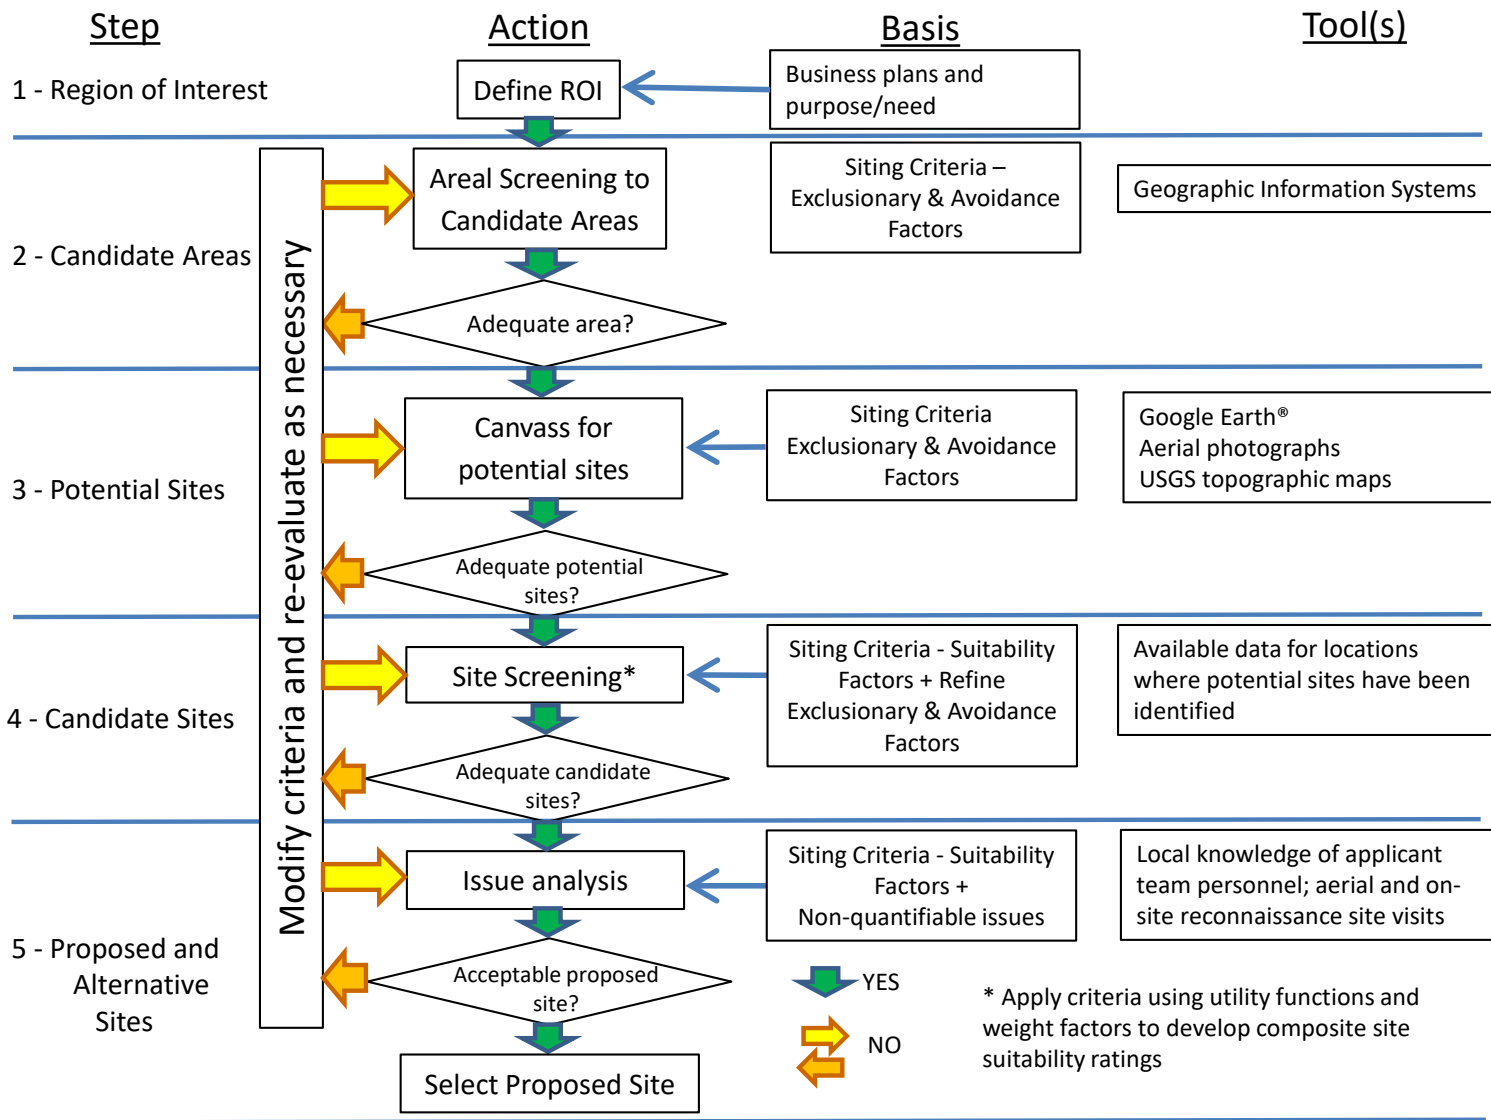 Step
Action
Basis
Tool(s)
1 - Region of Interest
Define ROI
Business plans and
purpose/need
2 - Candidate Areas
Areal Screening to
Candidate Areas
Siting Criteria –
Exclusionary & Avoidance
Factors
Geographic Information Systems
Adequate area?
Modify criteria and re-evaluate as necessary
3 - Potential Sites
Canvass for
potential sites
Siting Criteria
Exclusionary & Avoidance
Factors
Google Earth®
Aerial photographs
USGS topographic maps
Adequate potential
sites?
4 - Candidate Sites
Site Screening*
Siting Criteria - Suitability
Factors + Refine
Exclusionary & Avoidance
Factors
Available data for locations
where potential sites have been
identified
Adequate candidate
sites?
5 - Proposed and
Alternative
Sites
Issue analysis
Siting Criteria - Suitability
Factors +
Non-quantifiable issues
Local knowledge of applicant
team personnel; aerial and on-
site reconnaissance site visits
Acceptable proposed
site?
Select Proposed Site
YES
NO
* Apply criteria using utility functions and
weight factors to develop composite site
suitability ratings